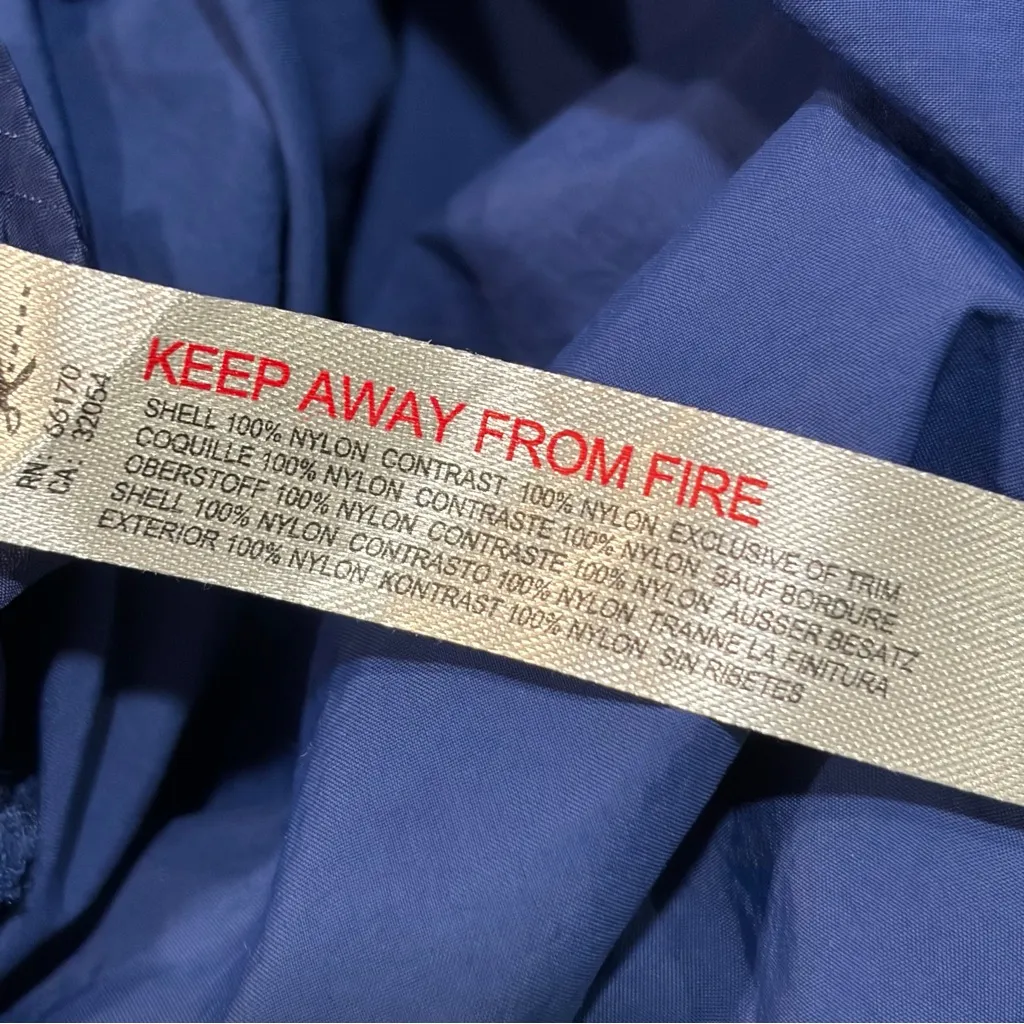 KEEP AWAY FROM FIRE
SHELL 100% NYLON CONTRAST 100% NYLON EXCLUSIVE OF TRIM
COQUILLE 100% NYLON CONTRASTE 100% NYLON SAUF BORDURE
OBERSTOFF 100% NYLON CONTRASTE 100% NYLON AUSSER BESATZ
SHELL 100% NYLON CONTRASTO 100% NYLON TRANNE LA FINITURA
EXTERIOR 100% NYLON KONTRAST 100% NYLON SIN RIBETES
RN: 66170
CA: 32054